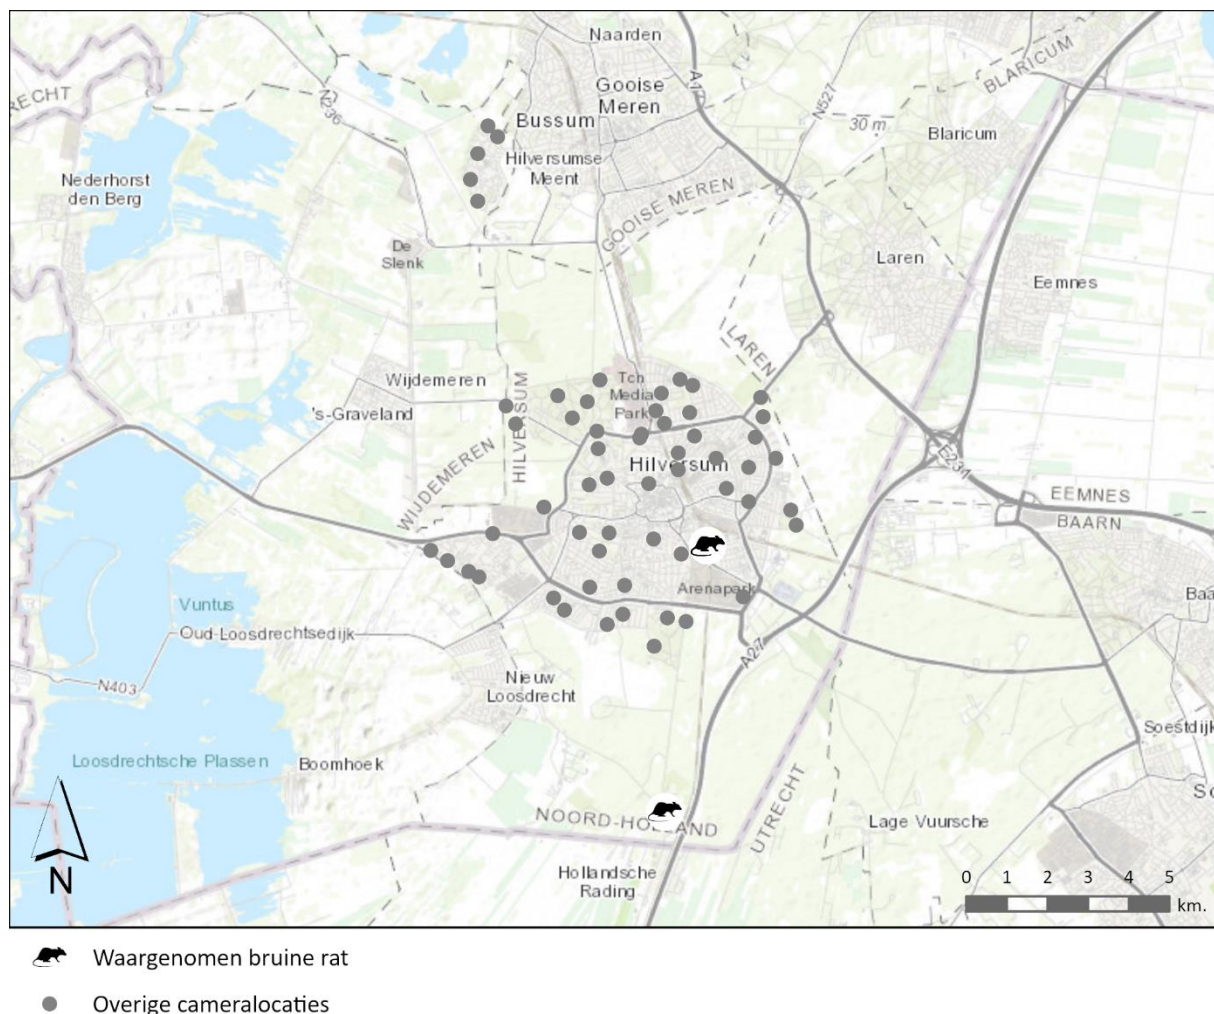 Naarden
Gooise
Meren
A1
N527
BLARICUM
RECHT
N236
Bussum
30 m
Blaricum
Hilversumse
Meent
Nederhorst
den Berg
GOOISE MEREN
De
Slenk
Laren
Eemnes
LAREN
Wijdemeren
HILVERSUM
Tch
Media
Park
's-Graveland
WIJDEMEREN
Hilversum
E231
EEMNES
BAARN
Arenapark
Vuntus
Baa
Oud-Loosdrechtsedijk
A27
N403
Nieuw
Loosdrecht
Soestdijk
Loosdrechtsche Plassen
Boomhoek
So
NOORD-HOLLAND
UTRECHT
Lage Vuursche
Hollandsche
Rading
N
0 1 2 3 4 5
km.
Waargenomen bruine rat
Overige cameralocaties